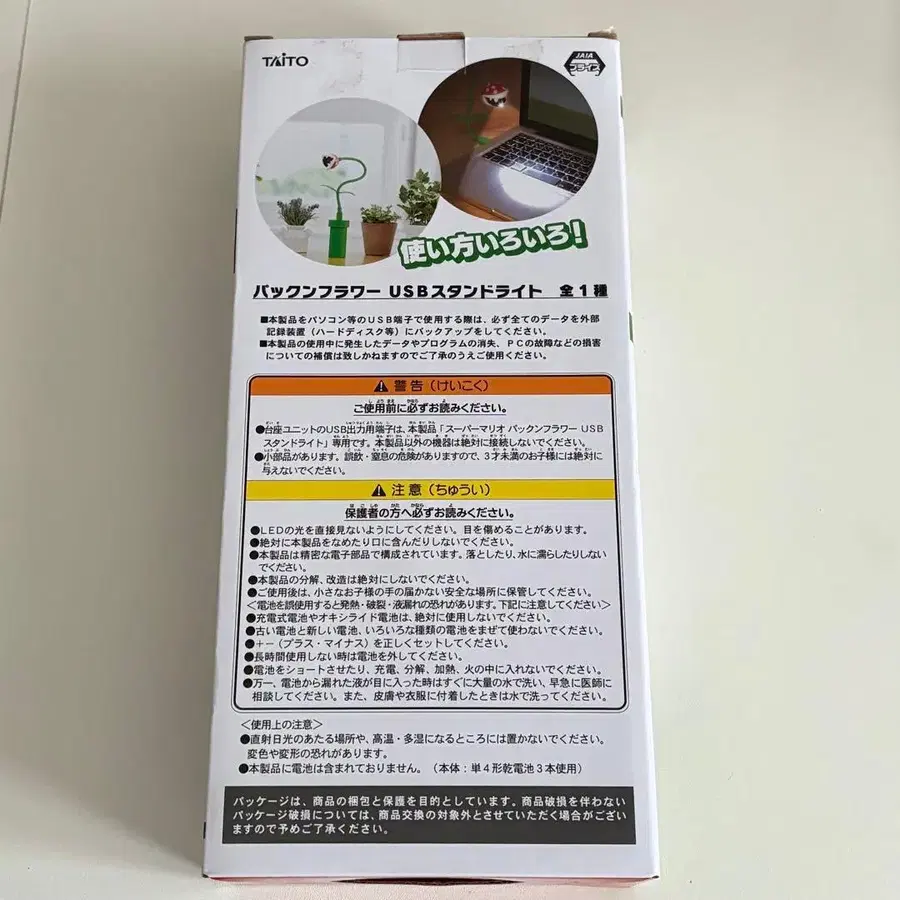 TAITO
JAIA
プライズ
使い方いろいろ!
パックンフラワー USBスタンドライト 全1種
■本製品をパソコン等のUSB端子で使用する際は、必ず全てのデータを外部
記録装置(ハードディスク等)にバックアップをしてください。
■本製品の使用中に発生したデータやプログラムの消失、PCの故障などの損害
についての補償は致しかねますのでご了承のうえご使用ください。
⚠警告(けいこく)
ご使用前に必ずお読みください。
●台座ユニットのUSB出力用端子は、本製品「スーパーマリオ パックンフラワー USB
スタンドライト」専用です。本製品以外の機器は絶対に接続しないでください。
●小部品があります。誤飲・窒息の危険がありますので、3才未満のお子様には絶対に
与えないでください。
⚠注意(ちゅうい)
保護者の方へ必ずお読みください。
●LEDの光を直接見ないようにしてください。目を傷めることがあります。
●絶対に本製品をなめたり口に含んだりしないでください。
●本製品は精密な電子部品で構成されています。落としたり、水に濡らしたりしない
でください。
●本製品の分解、改造は絶対にしないでください。
●ご使用後は、小さなお子様の手の届かない安全な場所に保管してください。
<電池を誤使用すると発熱・破裂・液漏れの恐れがあります。下記に注意してください>
●充電式電池やオキシライド電池は、絶対に使用しないでください。
●古い電池と新しい電池、いろいろな種類の電池をまぜて使わないでください。
●+-(プラス・マイナス)を正しくセットしてください。
●長時間使用しない時は電池を外してください。
●電池をショートさせたり、充電、分解、加熱、火の中に入れないでください。
●万一、電池から漏れた液が目に入った時はすぐに大量の水で洗い、早急に医師に
相談してください。また、皮膚や衣服に付着したときは水で洗ってください。
<使用上の注意>
●直射日光のあたる場所や、高温・多湿になるところには置かないでください。
変色や変形の恐れがあります。
●本製品に電池は含まれておりません。(本体:単4形乾電池3本使用)
パッケージは、商品の梱包と保護を目的としています。商品破損を伴わない
パッケージ破損については、商品交換の対象外とさせていただく場合がござい
ますので予めご了承ください。